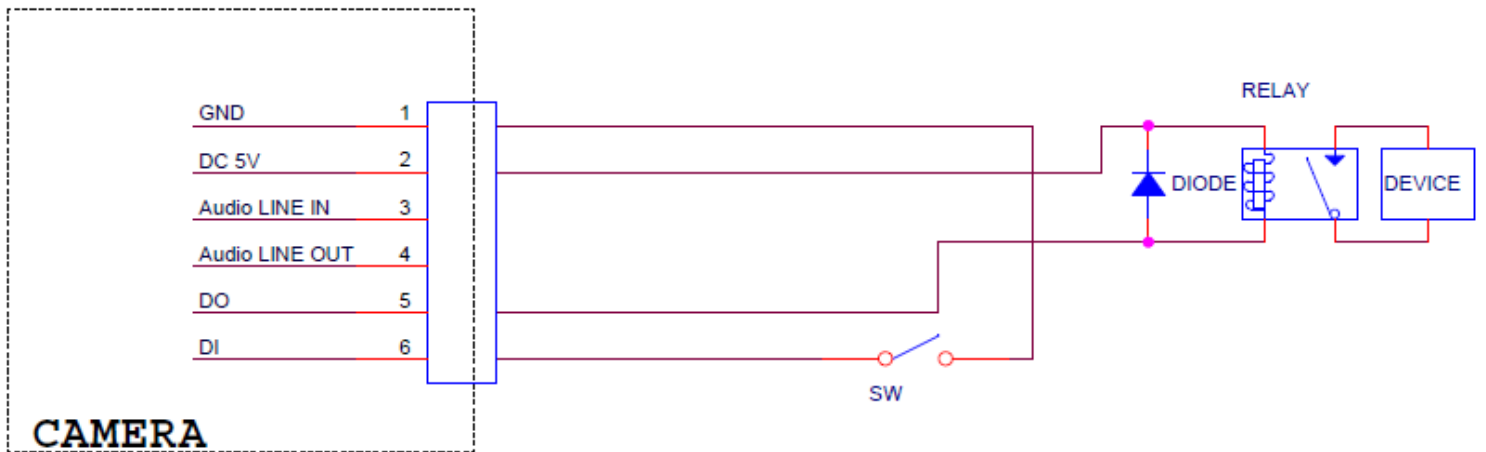 RELAY
GND 1
DC 5V 2
Audio LINE IN 3
Audio LINE OUT 4
DO 5
DI 6
DIODE
DEVICE
SW
CAMERA